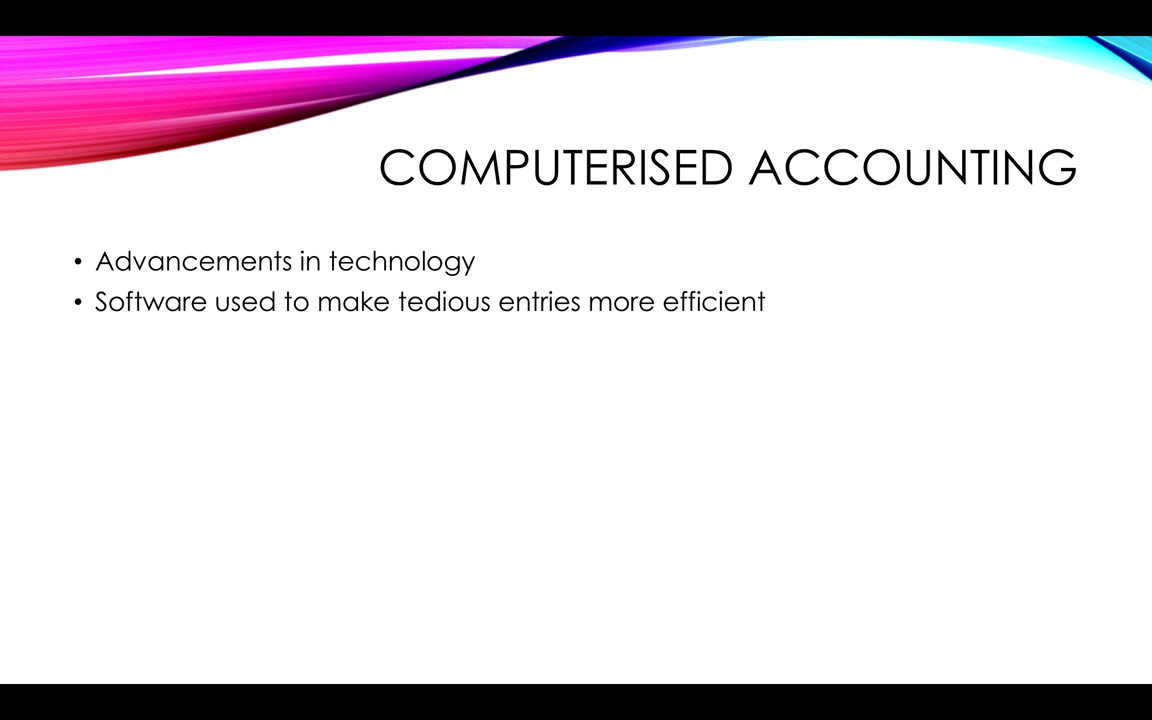 COMPUTERISED ACCOUNTING
• Advancements in technology
• Software used to make tedious entries more efficient